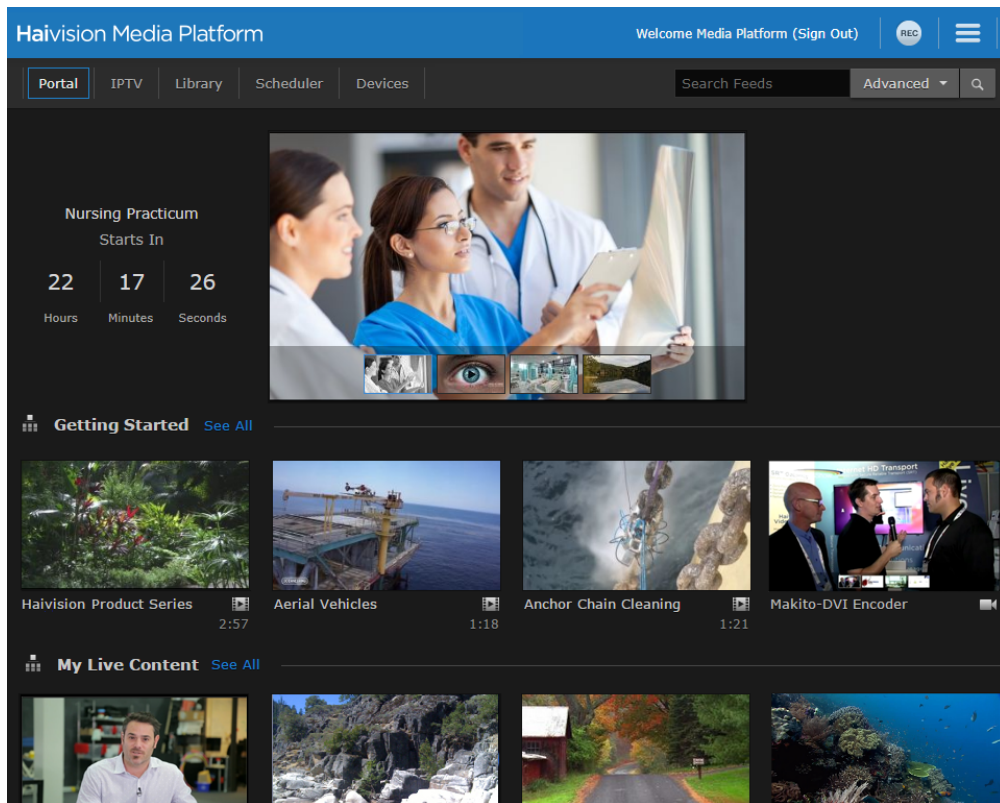 Haivision Media Platform
Welcome Media Platform (Sign Out)
REC
Portal
IPTV
Library
Scheduler
Devices
Search Feeds
Advanced
Nursing Practicum
Starts In
22 17 26
Hours Minutes Seconds
Getting Started See All
HD Transport
Haivision Product Series
2:57
Aerial Vehicles
1:18
Anchor Chain Cleaning
1:21
Makito-DVI Encoder
My Live Content See All